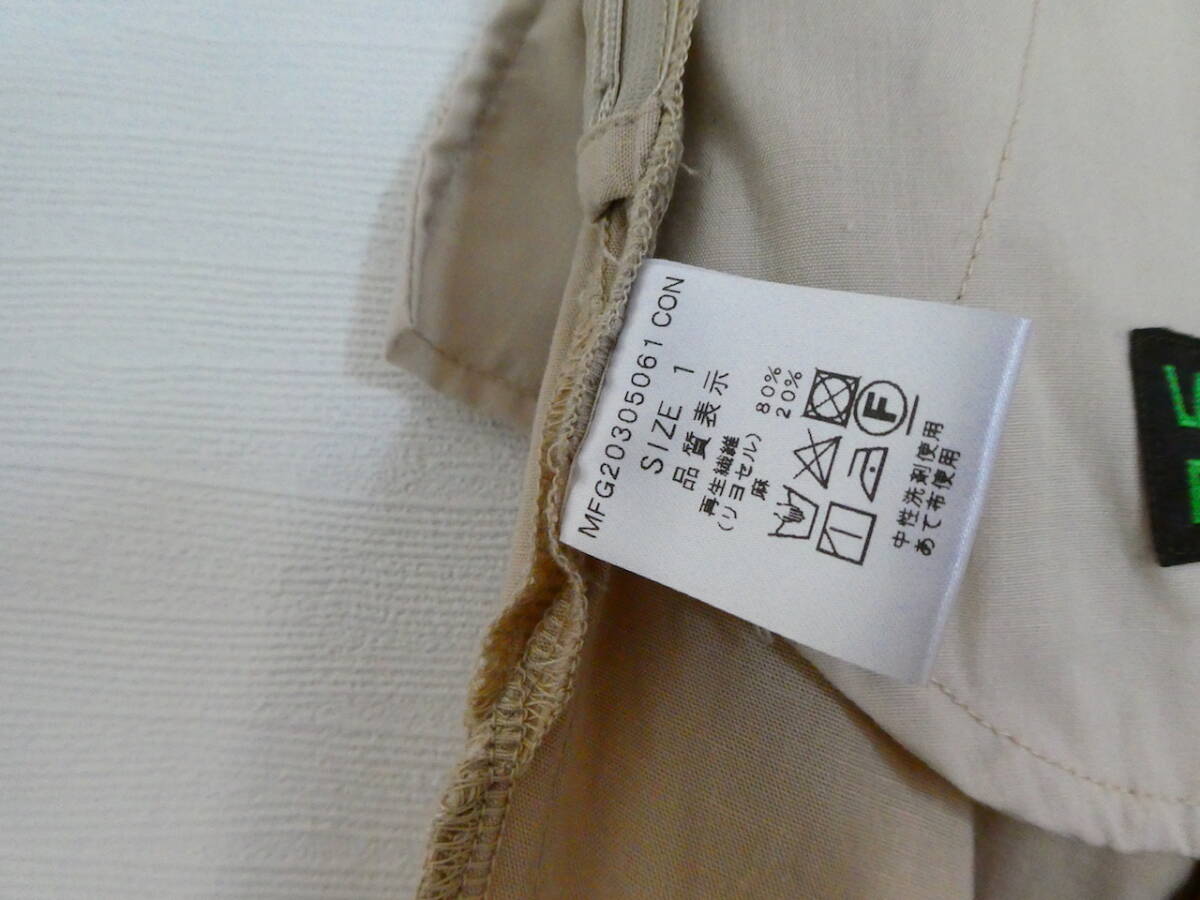 MFG20305061 CON
SIZE 1
品質表示
再生繊維
(リヨセル) 80%
麻 20%
F
中性洗剤使用
あて布使用